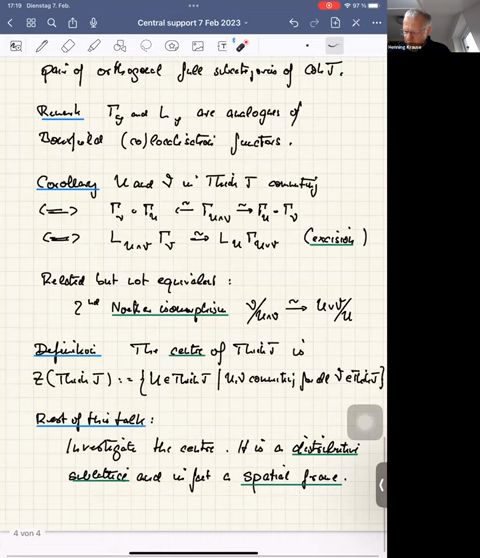 17:19 Dienstag 7. Feb.
97 %
Central support 7 Feb 2023
Henning Krause
pair of orthogonal full subcategories of Coh T.
Remark Γ_𝒱 and L_𝒱 are analogues of
Bousfield (co)localisation functors.
Corollary U and V in Thick T commuting
⟺ Γ_V ∘ Γ_U ⥲ Γ_{U∧V} ⥲ Γ_U ∘ Γ_V
⟺ L_{U∧V} Γ_V ⥲ L_U Γ_{U∨V} (excision)
Related but not equivalent :
2nd Noether isomorphism V/U∧V ⥲ U∨V/U
Definition The centre of Thick T is
Z(Thick T) := {U ∈ Thick T | U,V commuting for all V ∈ Thick T}
Rest of this talk :
Investigate the centre. It is a distributive
sublattice and in fact a spatial frame.
4 von 4